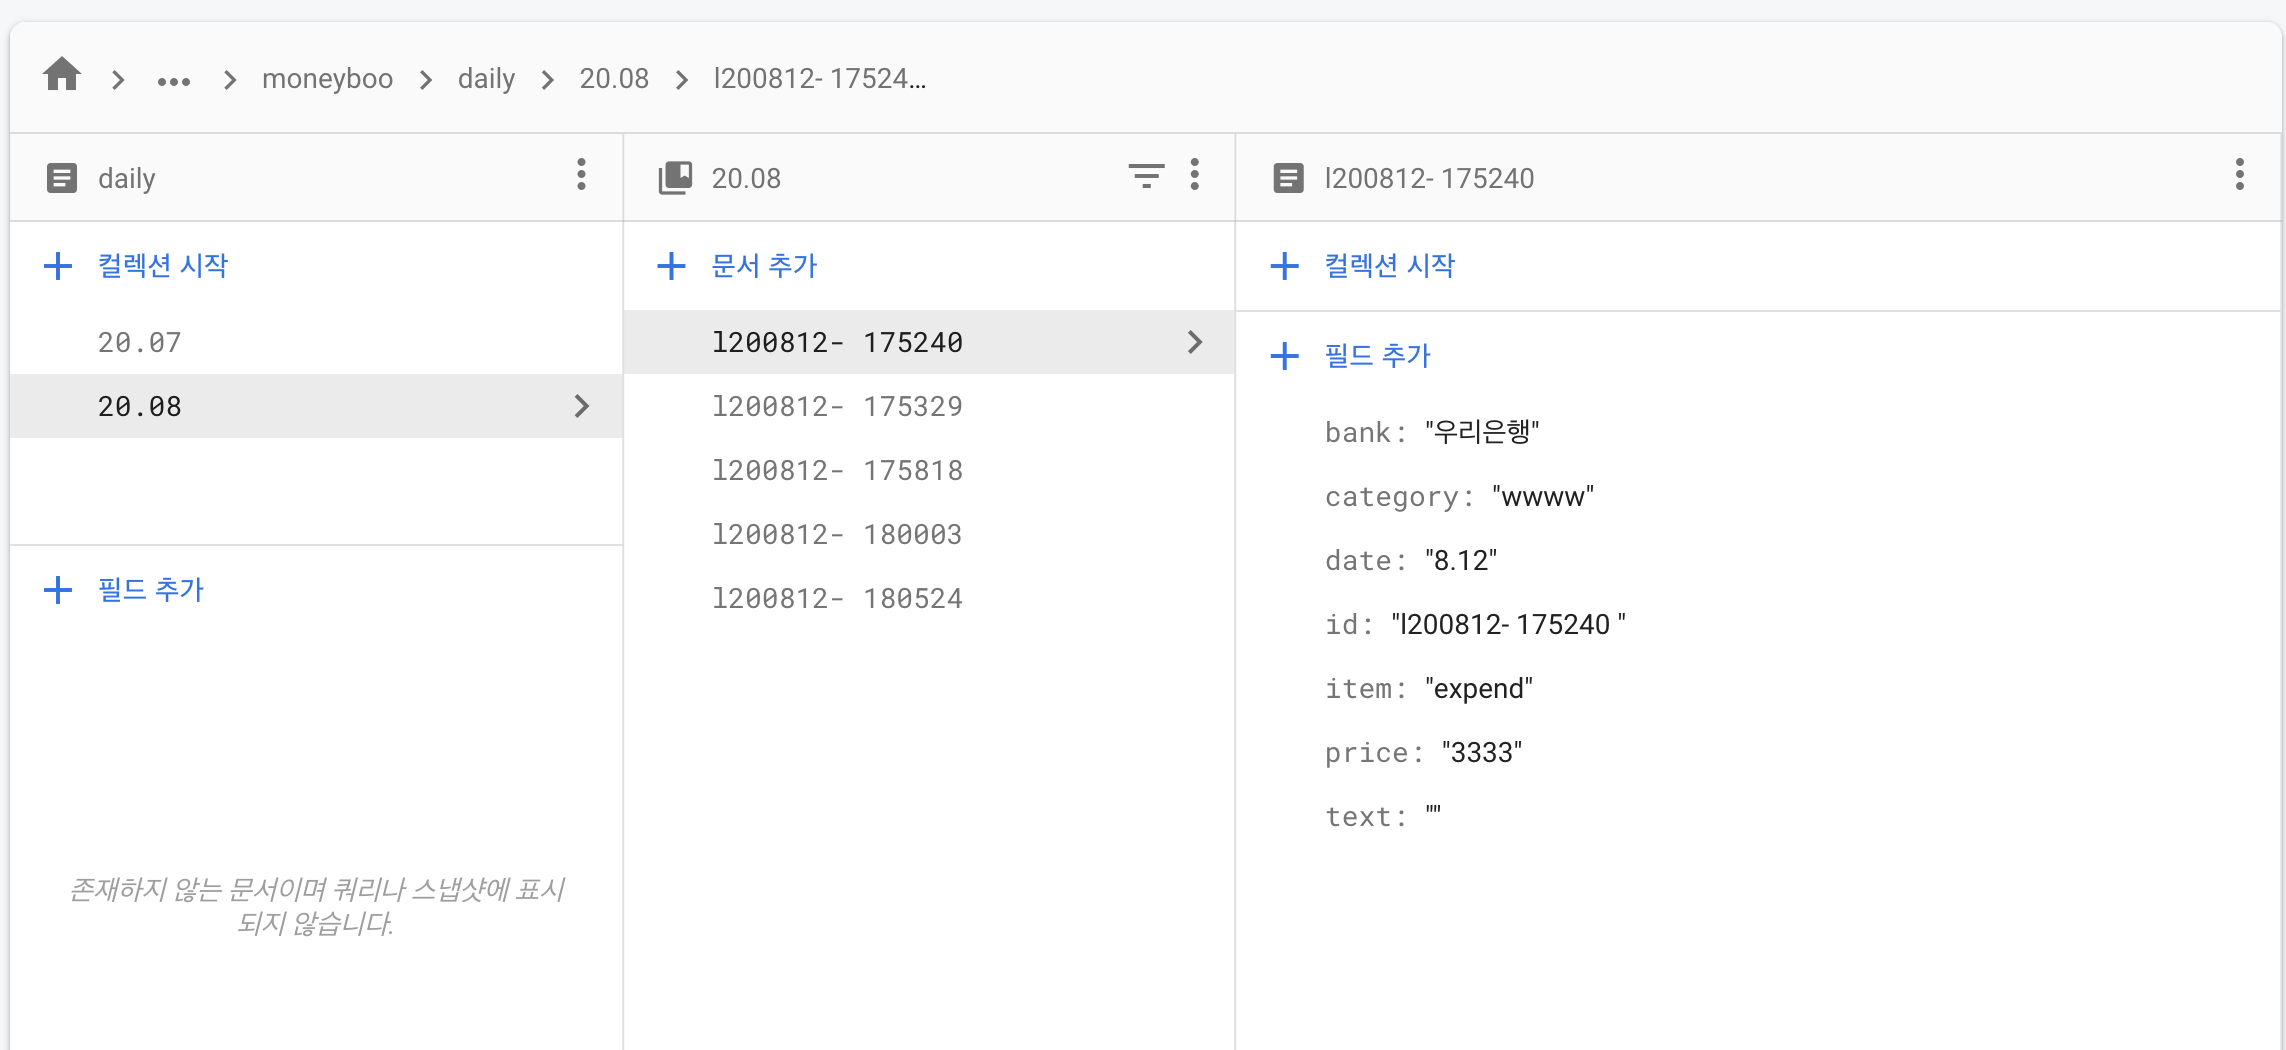 moneyboo daily 20.08 l200812- 17524...
daily
컬렉션 시작
20.07
20.08
필드 추가
존재하지 않는 문서이며 쿼리나 스냅샷에 표시
되지 않습니다.
20.08
문서 추가
l200812- 175240
l200812- 175329
l200812- 175818
l200812- 180003
l200812- 180524
l200812- 175240
컬렉션 시작
필드 추가
bank: "우리은행"
category: "wwww"
date: "8.12"
id: "l200812- 175240 "
item: "expend"
price: "3333"
text: ""